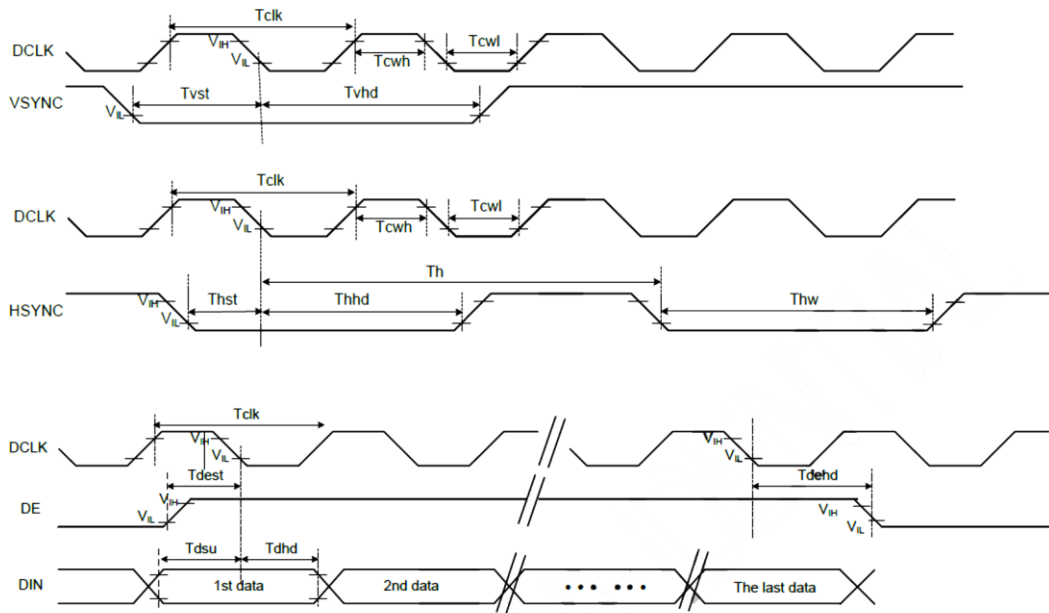 Tclk
DCLK
VIH
VIL
Tcwh
Tcwl
VSYNC
VIL
Tvst
Tvhd
Tclk
DCLK
VIH
VIL
Tcwh
Tcwl
Th
HSYNC
VIH
VIL
Thst
Thhd
Thw
Tclk
DCLK
VIH
VIL
VIH
VIL
Tdest
Tdehd
DE
VIH
VIL
VIH
VIL
Tdsu
Tdhd
DIN
1st data
2nd data
••• •••
The last data